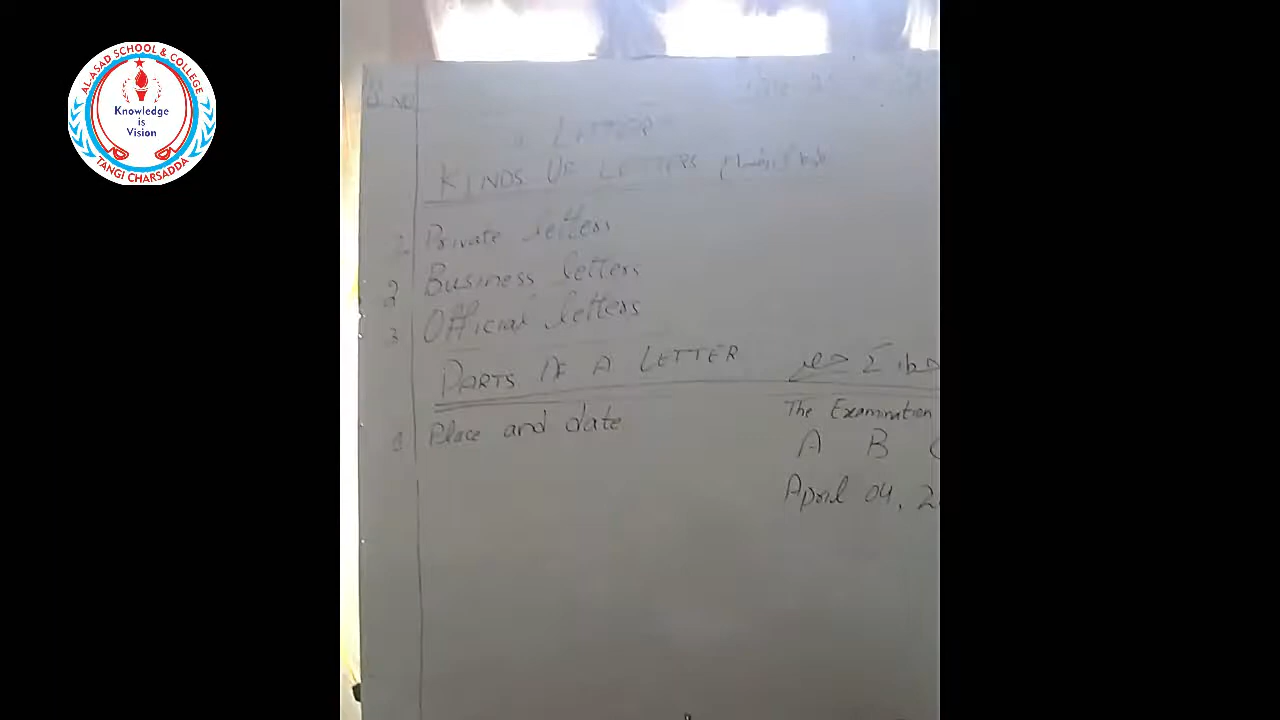 AL-ASAD SCHOOL & COLLEGE
Knowledge
is
Vision
TANGI CHARSADDA
LETTER
KINDS OF LETTERS
1. Private letters
2 Business letters
3 Official letters
PARTS OF A LETTER
Place and date
The Examination
A B
April 04, 2